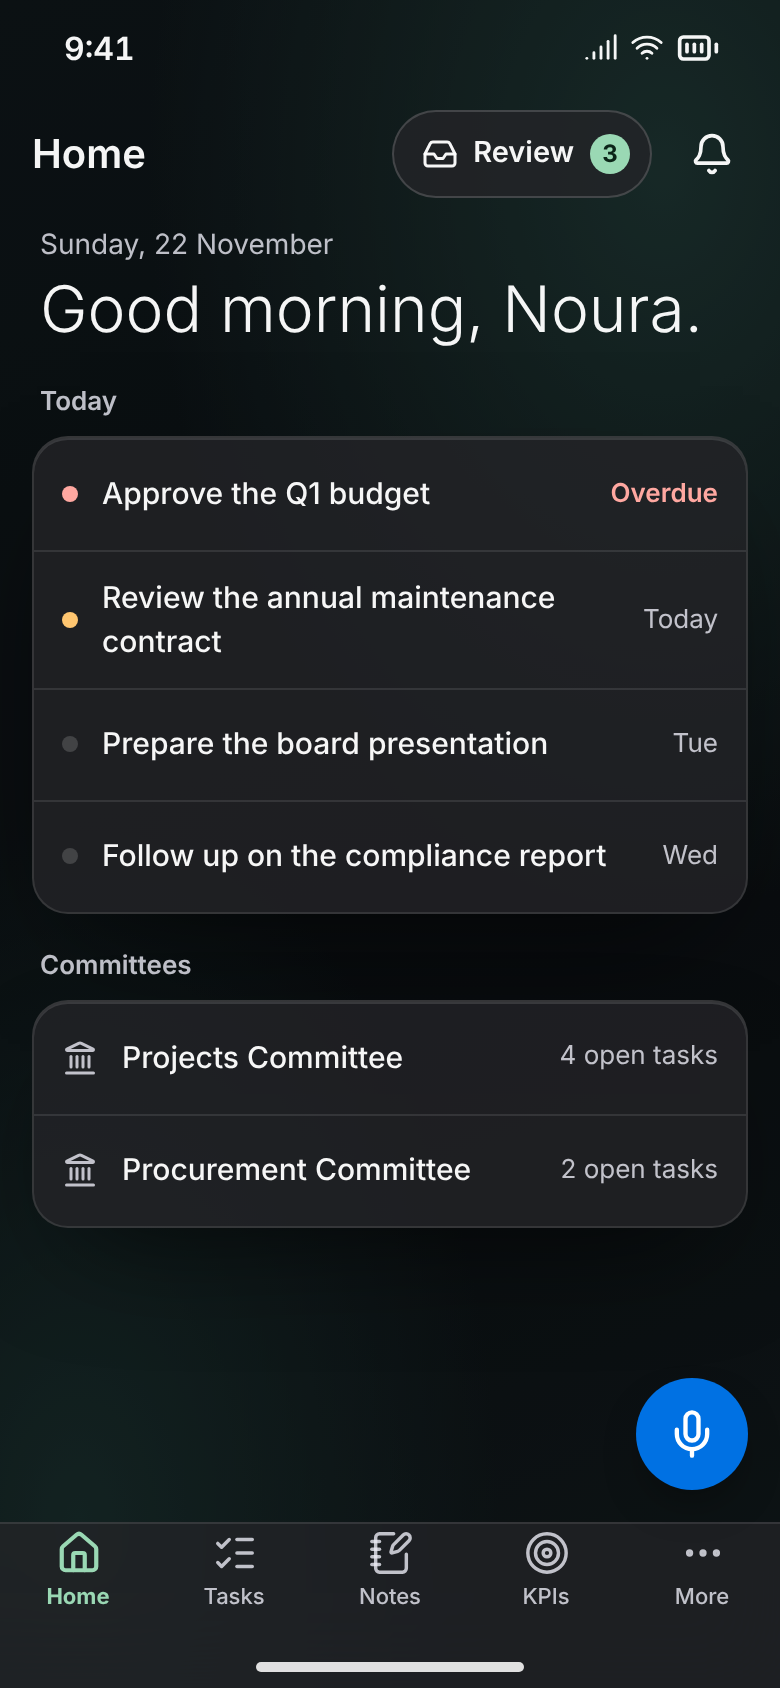 9:41
Home
Review 3
Sunday, 22 November
Good morning, Noura.
Today
Approve the Q1 budget Overdue
Review the annual maintenance
contract
Today
Prepare the board presentation Tue
Follow up on the compliance report Wed
Committees
Projects Committee 4 open tasks
Procurement Committee 2 open tasks
Home Tasks Notes KPIs More